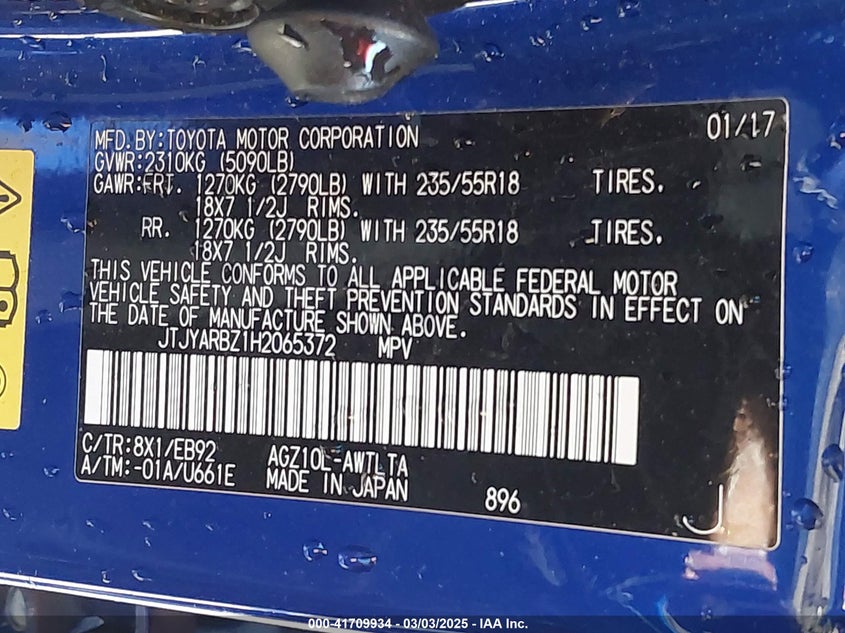 01/17
MFD.BY:TOYOTA MOTOR CORPORATION
GVWR:2310KG (5090LB)
GAWR:FRT. 1270KG (2790LB) WITH 235/55R18 TIRES.
18X7 1/2J RIMS.
RR. 1270KG (2790LB) WITH 235/55R18 TIRES.
18X7 1/2J RIMS.
THIS VEHICLE CONFORMS TO ALL APPLICABLE FEDERAL MOTOR
VEHICLE SAFETY AND THEFT PREVENTION STANDARDS IN EFFECT ON
THE DATE OF MANUFACTURE SHOWN ABOVE.
JTJYARBZ1H2065372 MPV
C/TR:8X1/EB92 AGZ10L-AWTLTA
A/TM:-01A/U661E MADE IN JAPAN 896
J
000-41709934 - 03/03/2025 - IAA Inc.